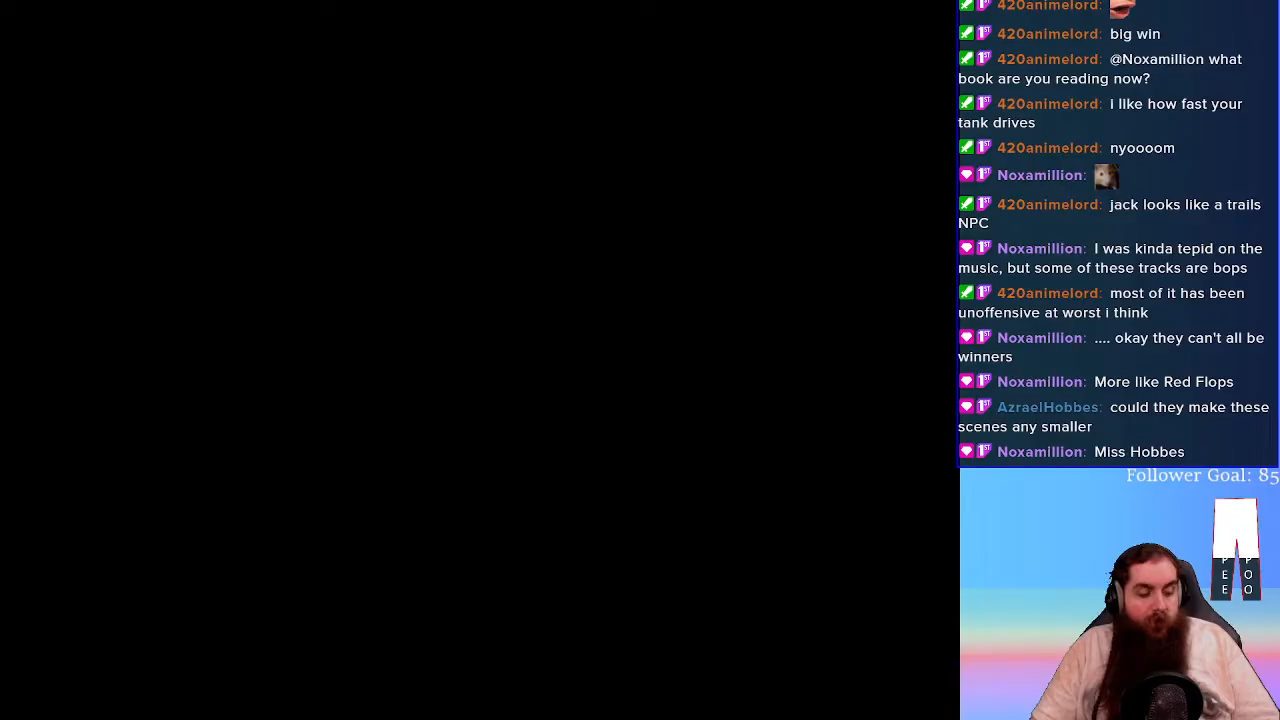 420animelord:
420animelord: big win
420animelord: @Noxamillion what
book are you reading now?
420animelord: i like how fast your
tank drives
420animelord: nyoooom
Noxamillion:
420animelord: jack looks like a trails
NPC
Noxamillion: I was kinda tepid on the
music, but some of these tracks are bops
420animelord: most of it has been
unoffensive at worst i think
Noxamillion: .... okay they can't all be
winners
Noxamillion: More like Red Flops
AzraelHobbes: could they make these
scenes any smaller
Noxamillion: Miss Hobbes
Follower Goal: 85
P P
E O
E O